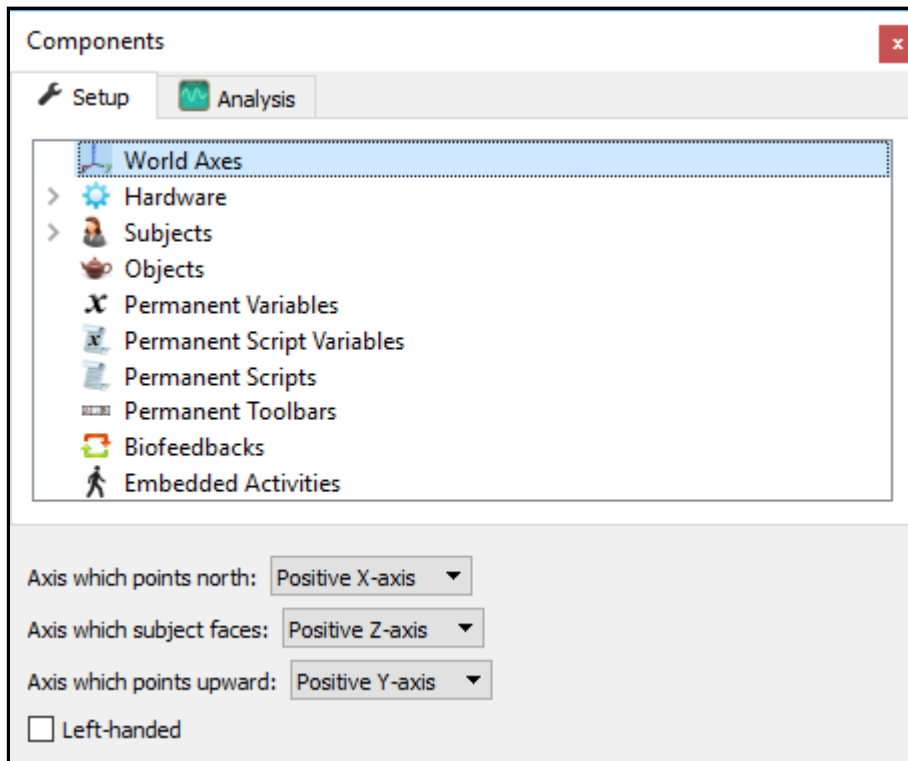 Components
x
Setup Analysis
World Axes
Hardware
Subjects
Objects
Permanent Variables
Permanent Script Variables
Permanent Scripts
Permanent Toolbars
Biofeedbacks
Embedded Activities
Axis which points north: Positive X-axis
Axis which subject faces: Positive Z-axis
Axis which points upward: Positive Y-axis
Left-handed